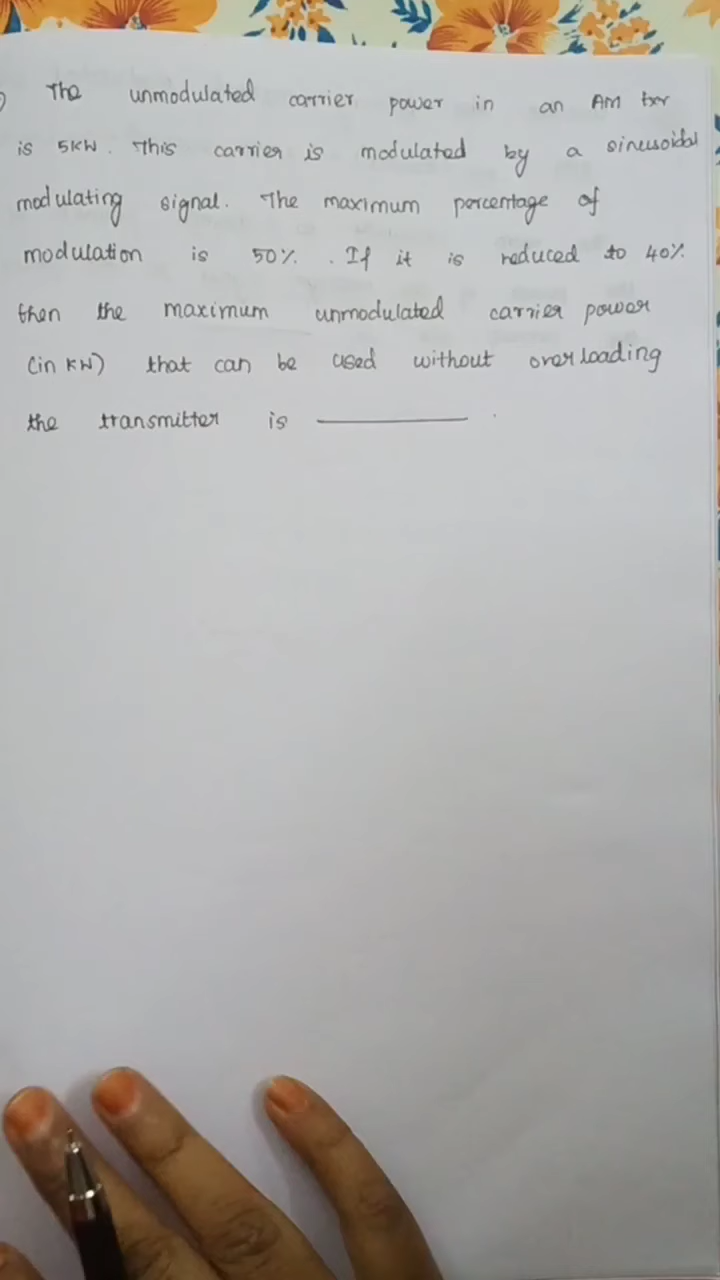 The unmodulated carrier power in an AM txr
is 5KW. This carrier is modulated by a sinusoidal
modulating signal. The maximum percentage of
modulation is 50%. If it is reduced to 40%
then the maximum unmodulated carrier power
(in KW) that can be used without overloading
the transmitter is ________.